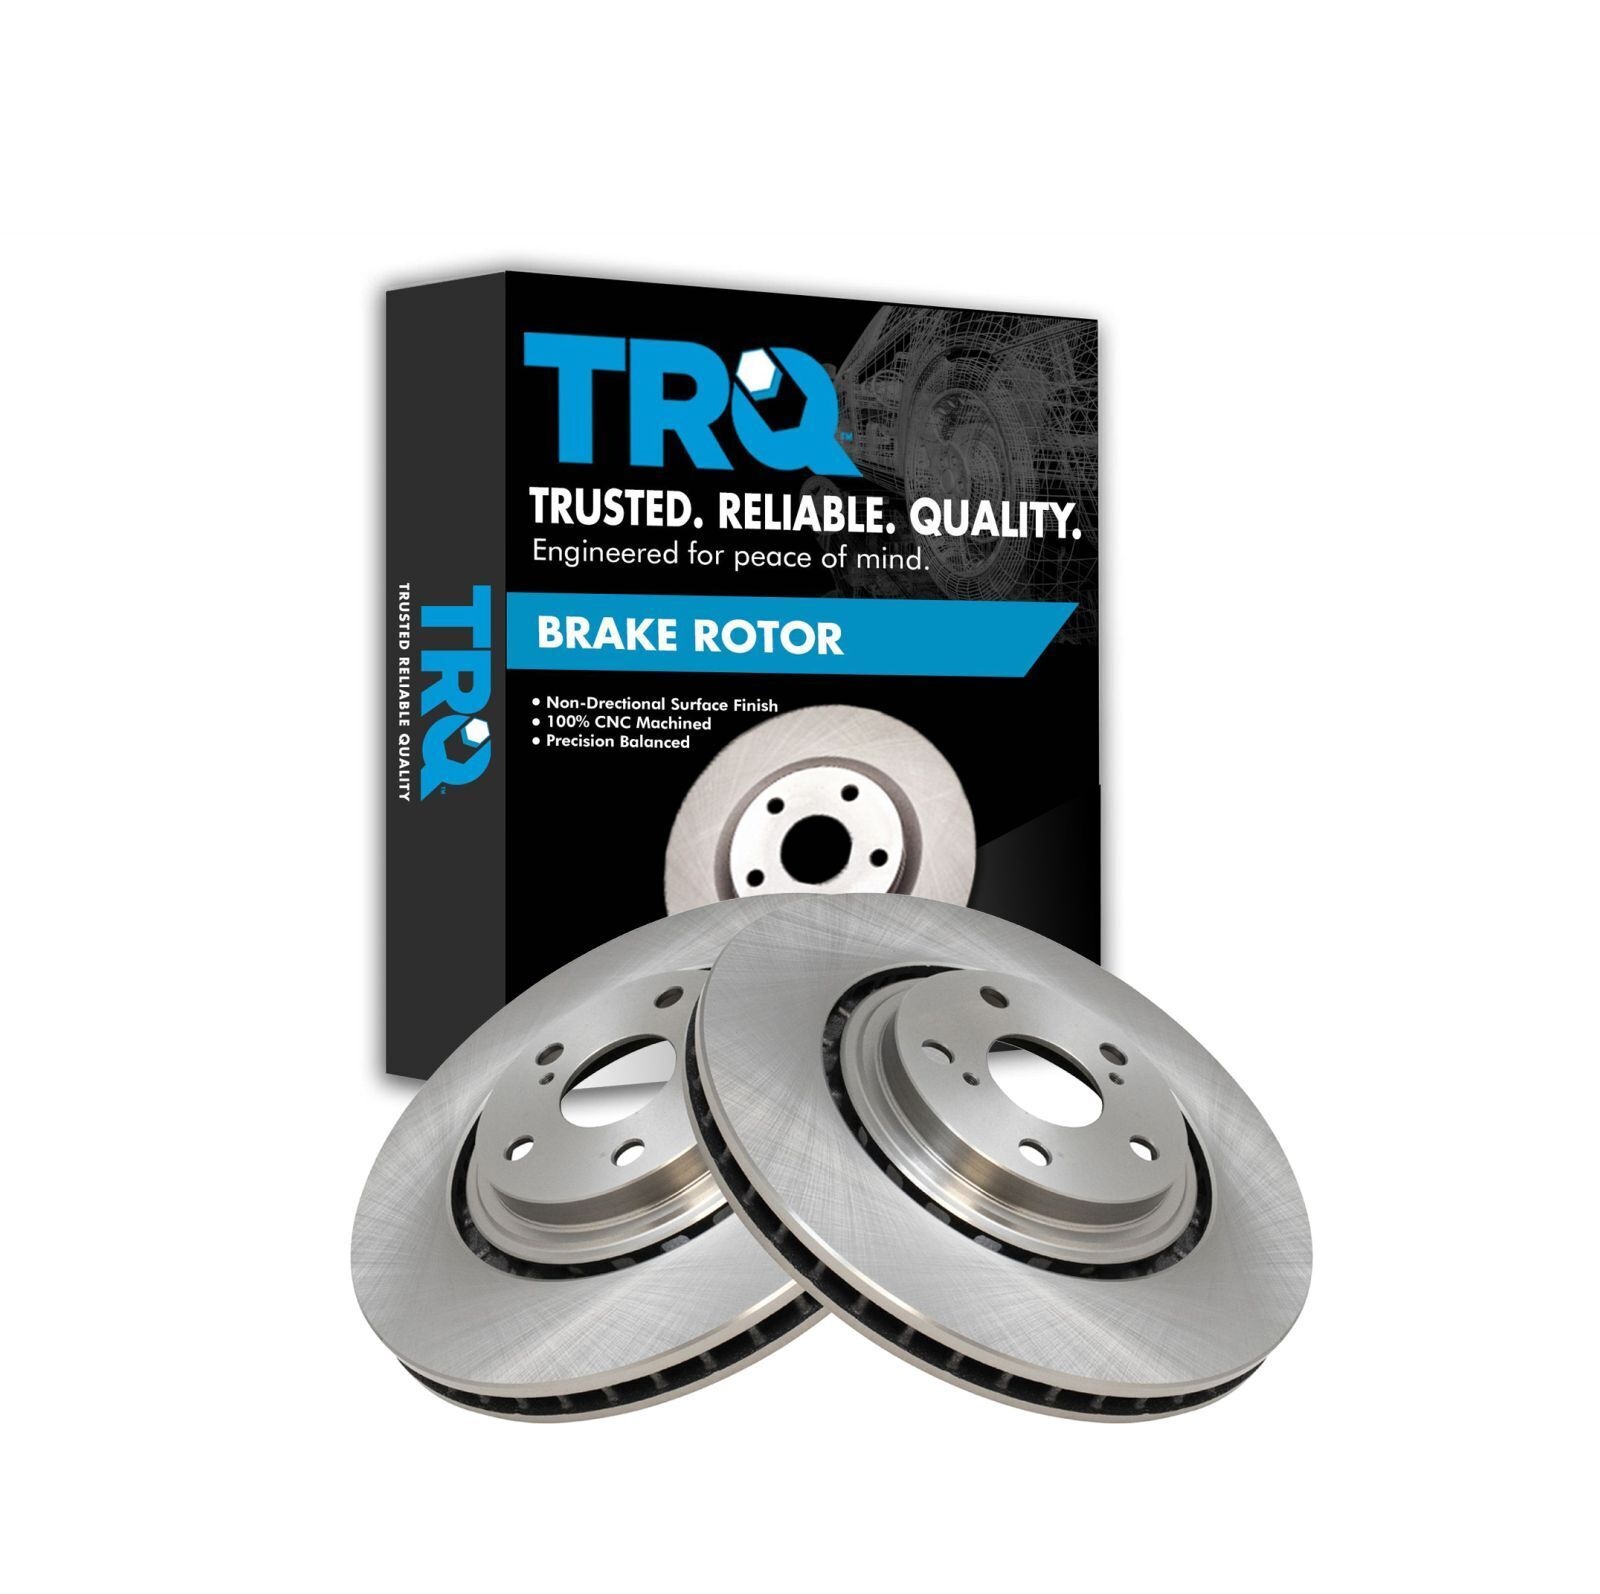 TRQ™
TRUSTED. RELIABLE. QUALITY.
Engineered for peace of mind.
BRAKE ROTOR
• Non-Drectional Surface Finish
• 100% CNC Machined
• Precision Balanced
TRQ™
TRUSTED RELIABLE QUALITY